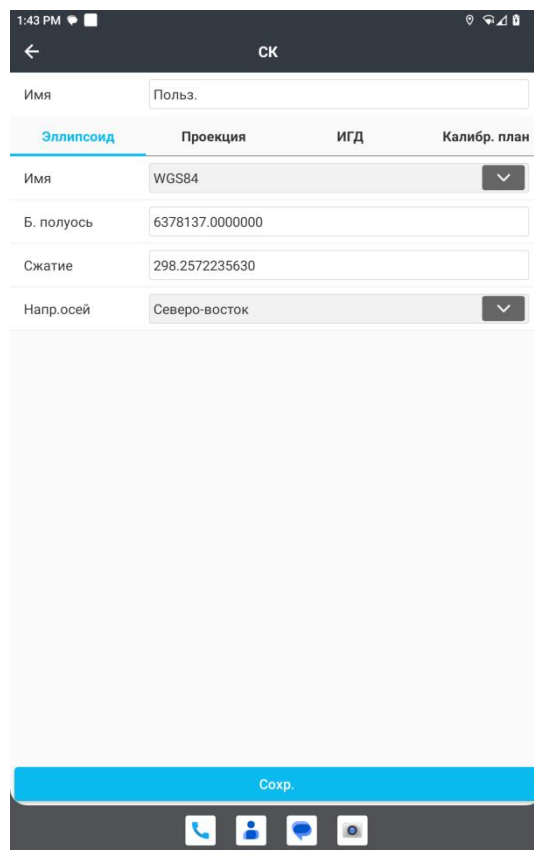 1:43 PM
СК
Имя Польз.
Эллипсоид Проекция ИГД Калибр. план
Имя WGS84
Б. полуось 6378137.0000000
Сжатие 298.2572235630
Напр.осей Северо-восток
Сохр.